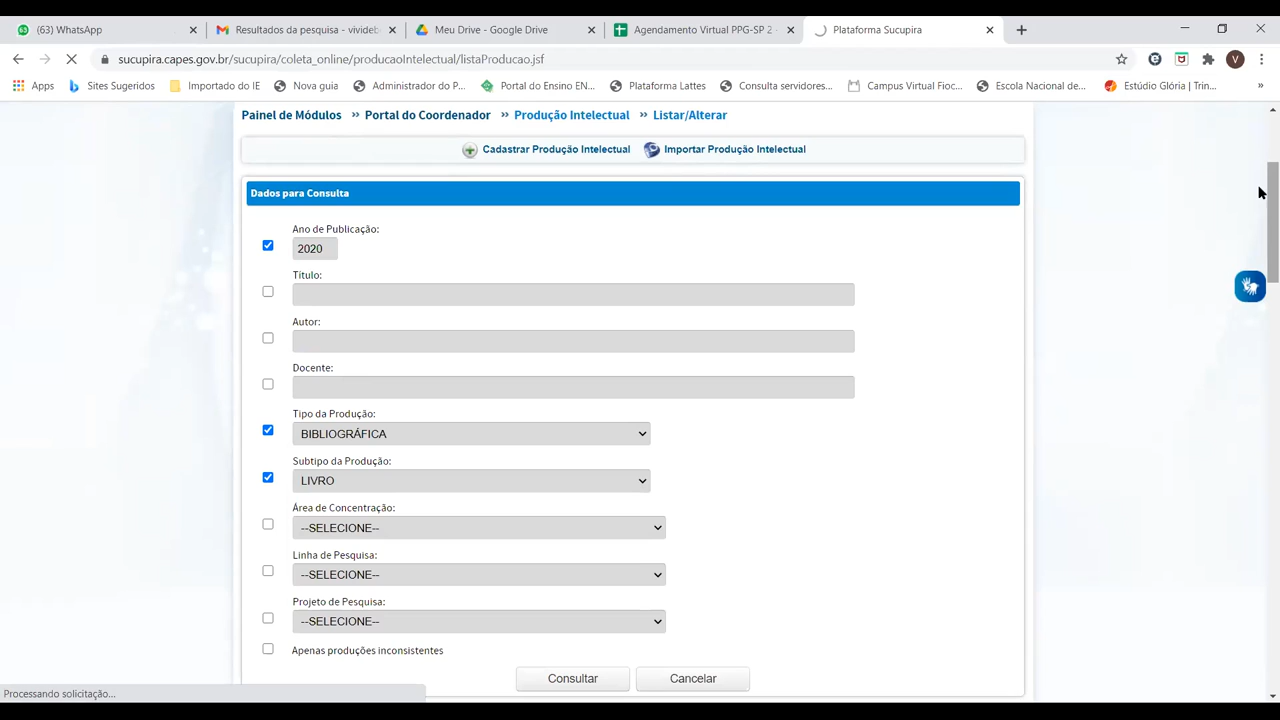 (63) WhatsApp
Resultados da pesquisa - vivideb
Meu Drive - Google Drive
Agendamento Virtual PPG-SP 2
Plataforma Sucupira
sucupira.capes.gov.br/sucupira/coleta_online/producaoIntelectual/listaProducao.jsf
V
Apps
Sites Sugeridos
Importado do IE
Nova guia
Administrador do P...
Portal do Ensino EN...
Plataforma Lattes
Consulta servidores...
Campus Virtual Fioc...
Escola Nacional de...
Estúdio Glória | Trin...
»
Painel de Módulos » Portal do Coordenador » Produção Intelectual » Listar/Alterar
Cadastrar Produção Intelectual Importar Produção Intelectual
Dados para Consulta
Ano de Publicação:
2020
Título:
Autor:
Docente:
Tipo da Produção:
BIBLIOGRÁFICA
Subtipo da Produção:
LIVRO
Área de Concentração:
--SELECIONE--
Linha de Pesquisa:
--SELECIONE--
Projeto de Pesquisa:
--SELECIONE--
Apenas produções inconsistentes
Consultar Cancelar
Processando solicitação...